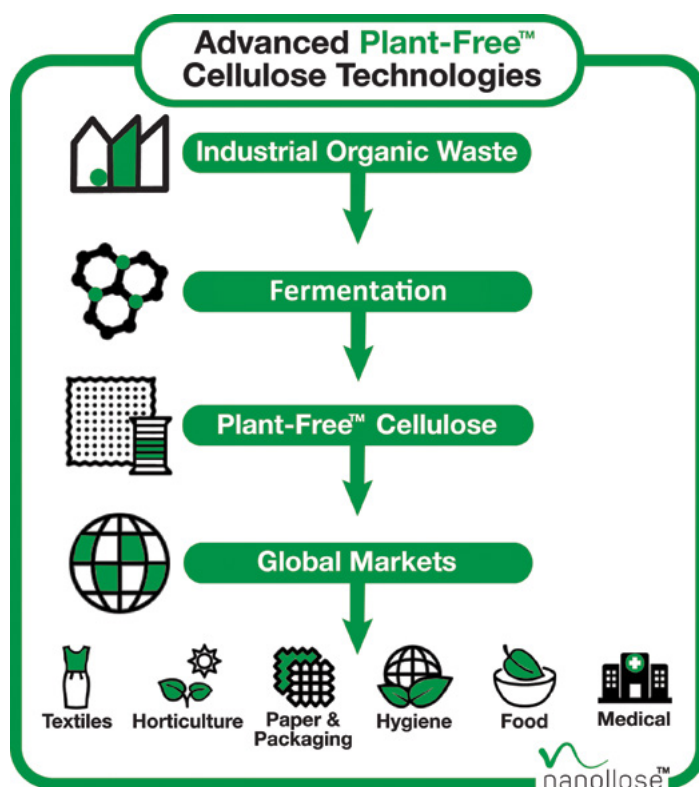 Advanced Plant-Free™
Cellulose Technologies
Industrial Organic Waste
Fermentation
Plant-Free™ Cellulose
Global Markets
Textiles
Horticulture
Paper &
Packaging
Hygiene
Food
Medical
nanollose™